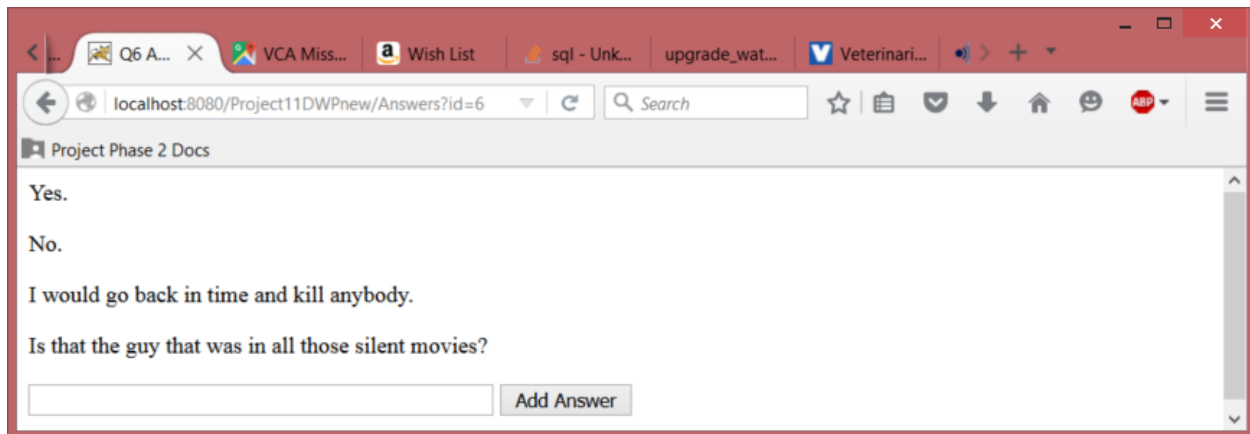 ... Q6 A... VCA Miss... a Wish List sql - Unk... upgrade_wat... Veterinari...
localhost:8080/Project11DWPnew/Answers?id=6 Search ABP
Project Phase 2 Docs
Yes.
No.
I would go back in time and kill anybody.
Is that the guy that was in all those silent movies?
Add Answer